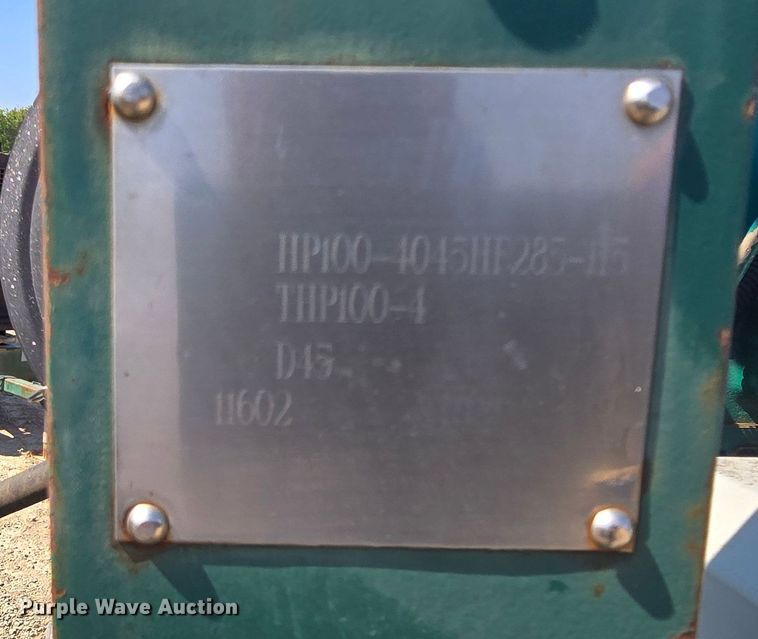 HP100-4045HF285-115
THP100-4
D45
11602
Purple Wave Auction